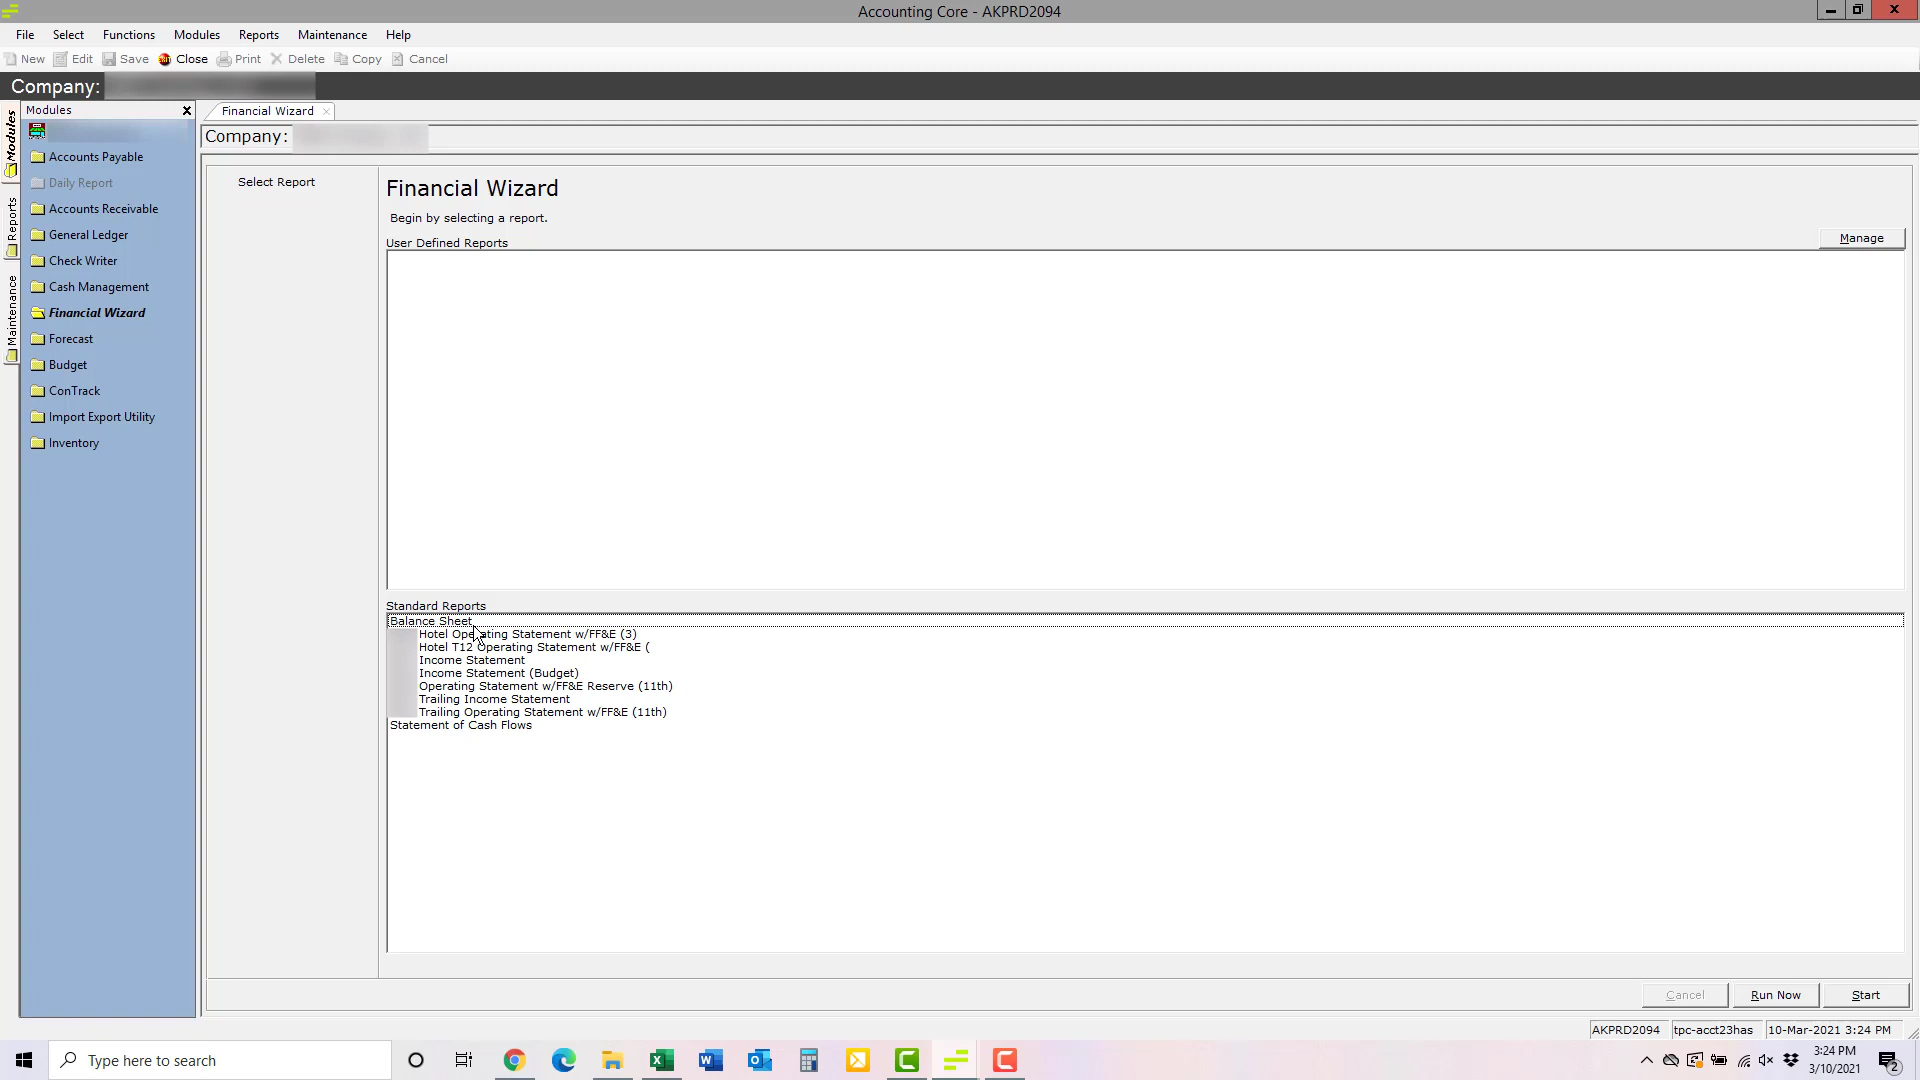 Accounting Core - AKPRD2094
File Select Functions Modules Reports Maintenance Help
New Edit Save Close Print Delete Copy Cancel
Company:
Modules
Reports
Maintenance
Modules
Accounts Payable
Daily Report
Accounts Receivable
General Ledger
Check Writer
Cash Management
Financial Wizard
Forecast
Budget
ConTrack
Import Export Utility
Inventory
Financial Wizard
Company:
Select Report
Financial Wizard
Begin by selecting a report.
User Defined Reports
Manage
Standard Reports
Balance Sheet
Hotel Operating Statement w/FF&E (3)
Hotel T12 Operating Statement w/FF&E (
Income Statement
Income Statement (Budget)
Operating Statement w/FF&E Reserve (11th)
Trailing Income Statement
Trailing Operating Statement w/FF&E (11th)
Statement of Cash Flows
Cancel Run Now Start
AKPRD2094 tpc-acct23has 10-Mar-2021 3:24 PM
Type here to search
3:24 PM
3/10/2021
2